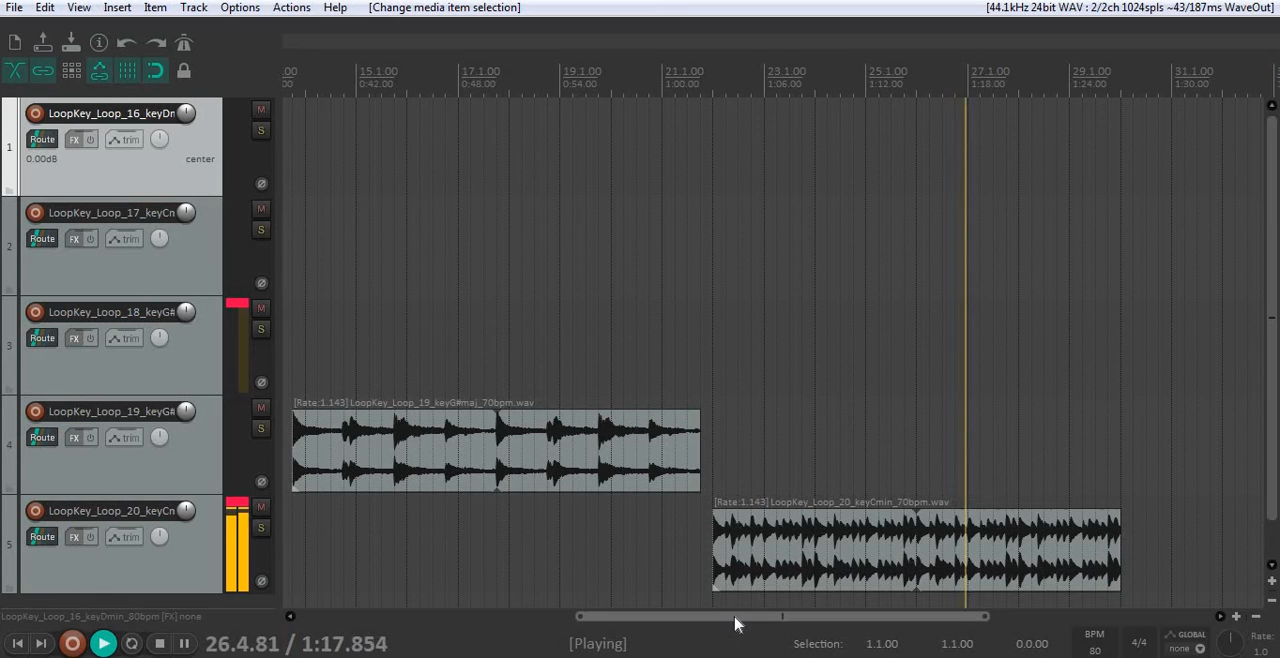 File Edit View Insert Item Track Options Actions Help [Change media item selection] [44.1kHz 24bit WAV : 2/2ch 1024spls ~43/187ms WaveOut]
.00 15.1.00 17.1.00 19.1.00 21.1.00 23.1.00 25.1.00 27.1.00 29.1.00 31.1.00
:00 0:42.00 0:48.00 0:54.00 1:00.00 1:06.00 1:12.00 1:18.00 1:24.00 1:30.00
1 LoopKey_Loop_16_keyDn M
Route FX trim S
0.00dB center
2 LoopKey_Loop_17_keyCn M
Route FX trim S
3 LoopKey_Loop_18_keyG# M
Route FX trim S
[Rate:1.143] LoopKey_Loop_19_keyG#maj_70bpm.wav
4 LoopKey_Loop_19_keyG# M
Route FX trim S
[Rate:1.143] LoopKey_Loop_20_keyCmin_70bpm.wav
5 LoopKey_Loop_20_keyCn M
Route FX trim S
LoopKey_Loop_16_keyDmin_80bpm [FX] none
26.4.81 / 1:17.854 [Playing] Selection: 1.1.00 1.1.00 0.0.00 BPM 80 4/4 GLOBAL none Rate: 1.0